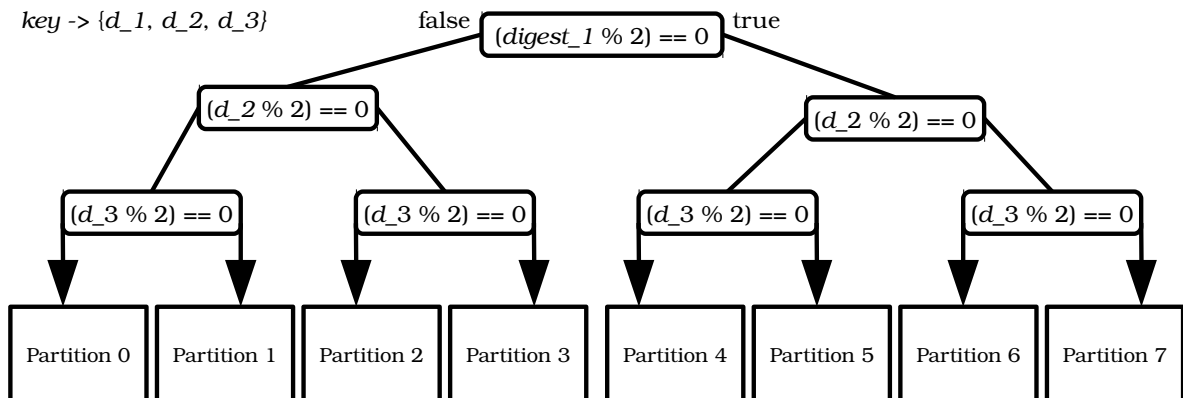 key -> {d_1, d_2, d_3}
false
true
(digest_1 % 2) == 0
(d_2 % 2) == 0
(d_2 % 2) == 0
(d_3 % 2) == 0
(d_3 % 2) == 0
(d_3 % 2) == 0
(d_3 % 2) == 0
Partition 0
Partition 1
Partition 2
Partition 3
Partition 4
Partition 5
Partition 6
Partition 7